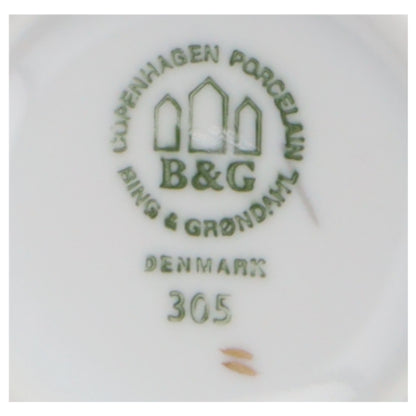 COPENHAGEN PORCELAIN
B&G
BING & GRØNDAHL
DENMARK
305